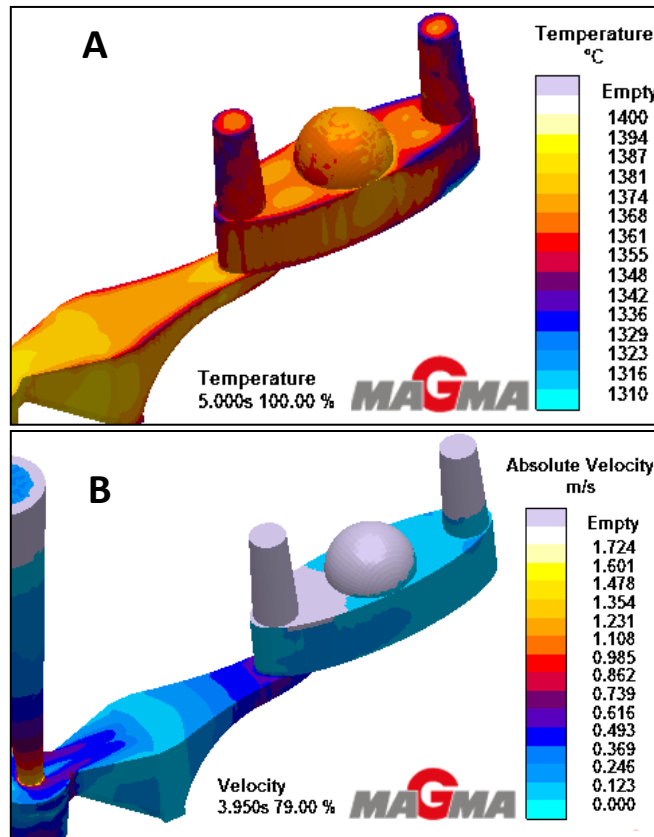 A
Temperature
°C
Empty
1400
1394
1387
1381
1374
1368
1361
1355
1348
1342
1336
1329
1323
1316
1310
Temperature
5.000s 100.00 %
MAGMA
B
Absolute Velocity
m/s
Empty
1.724
1.601
1.478
1.354
1.231
1.108
0.985
0.862
0.739
0.616
0.493
0.369
0.246
0.123
0.000
Velocity
3.950s 79.00 %
MAGMA